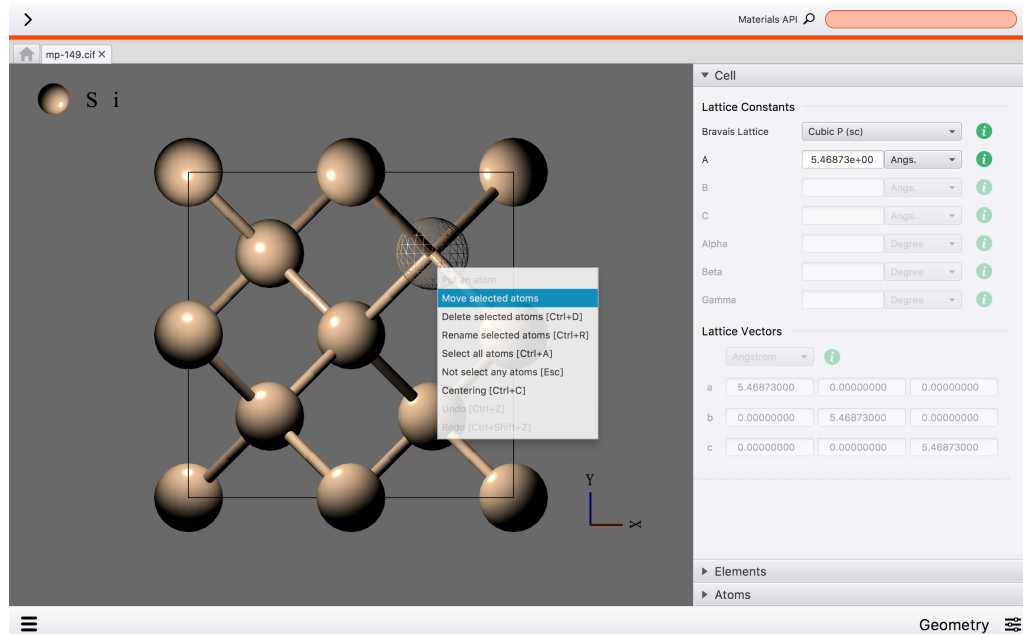 Materials API
mp-149.cif ×
S i
Put an atom
Move selected atoms
Delete selected atoms [Ctrl+D]
Rename selected atoms [Ctrl+R]
Select all atoms [Ctrl+A]
Not select any atoms [Esc]
Centering [Ctrl+C]
Undo [Ctrl+Z]
Redo [Ctrl+Shift+Z]
Y
X
Cell
Lattice Constants
Bravais Lattice Cubic P (sc) i
A 5.46873e+00 Angs. i
B Angs. i
C Angs. i
Alpha Degree i
Beta Degree i
Gamma Degree i
Lattice Vectors
Angstrom i
a 5.46873000 0.00000000 0.00000000
b 0.00000000 5.46873000 0.00000000
c 0.00000000 0.00000000 5.46873000
Elements
Atoms
Geometry